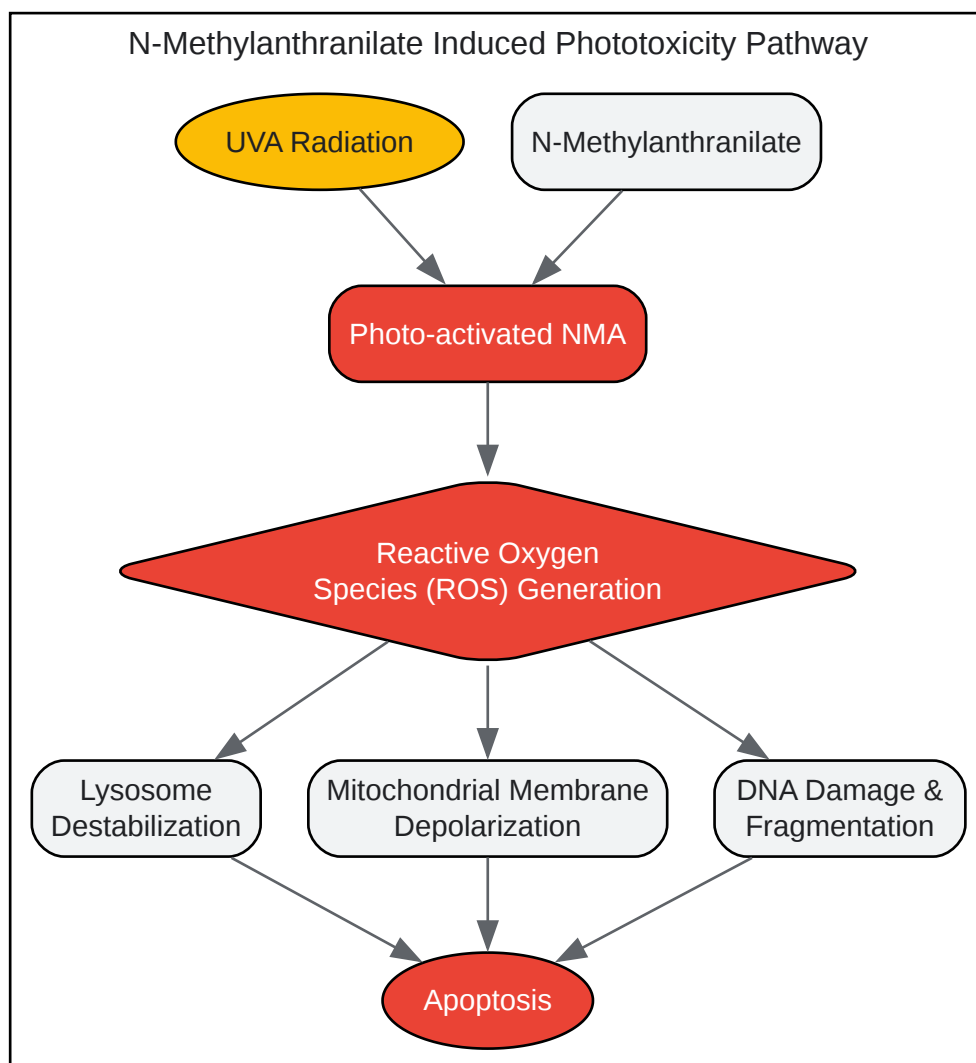 N-Methylanthranilate Induced Phototoxicity Pathway
UVA Radiation
N-Methylanthranilate
Photo-activated NMA
Reactive Oxygen
Species (ROS) Generation
Lysosome
Destabilization
Mitochondrial Membrane
Depolarization
DNA Damage &
Fragmentation
Apoptosis